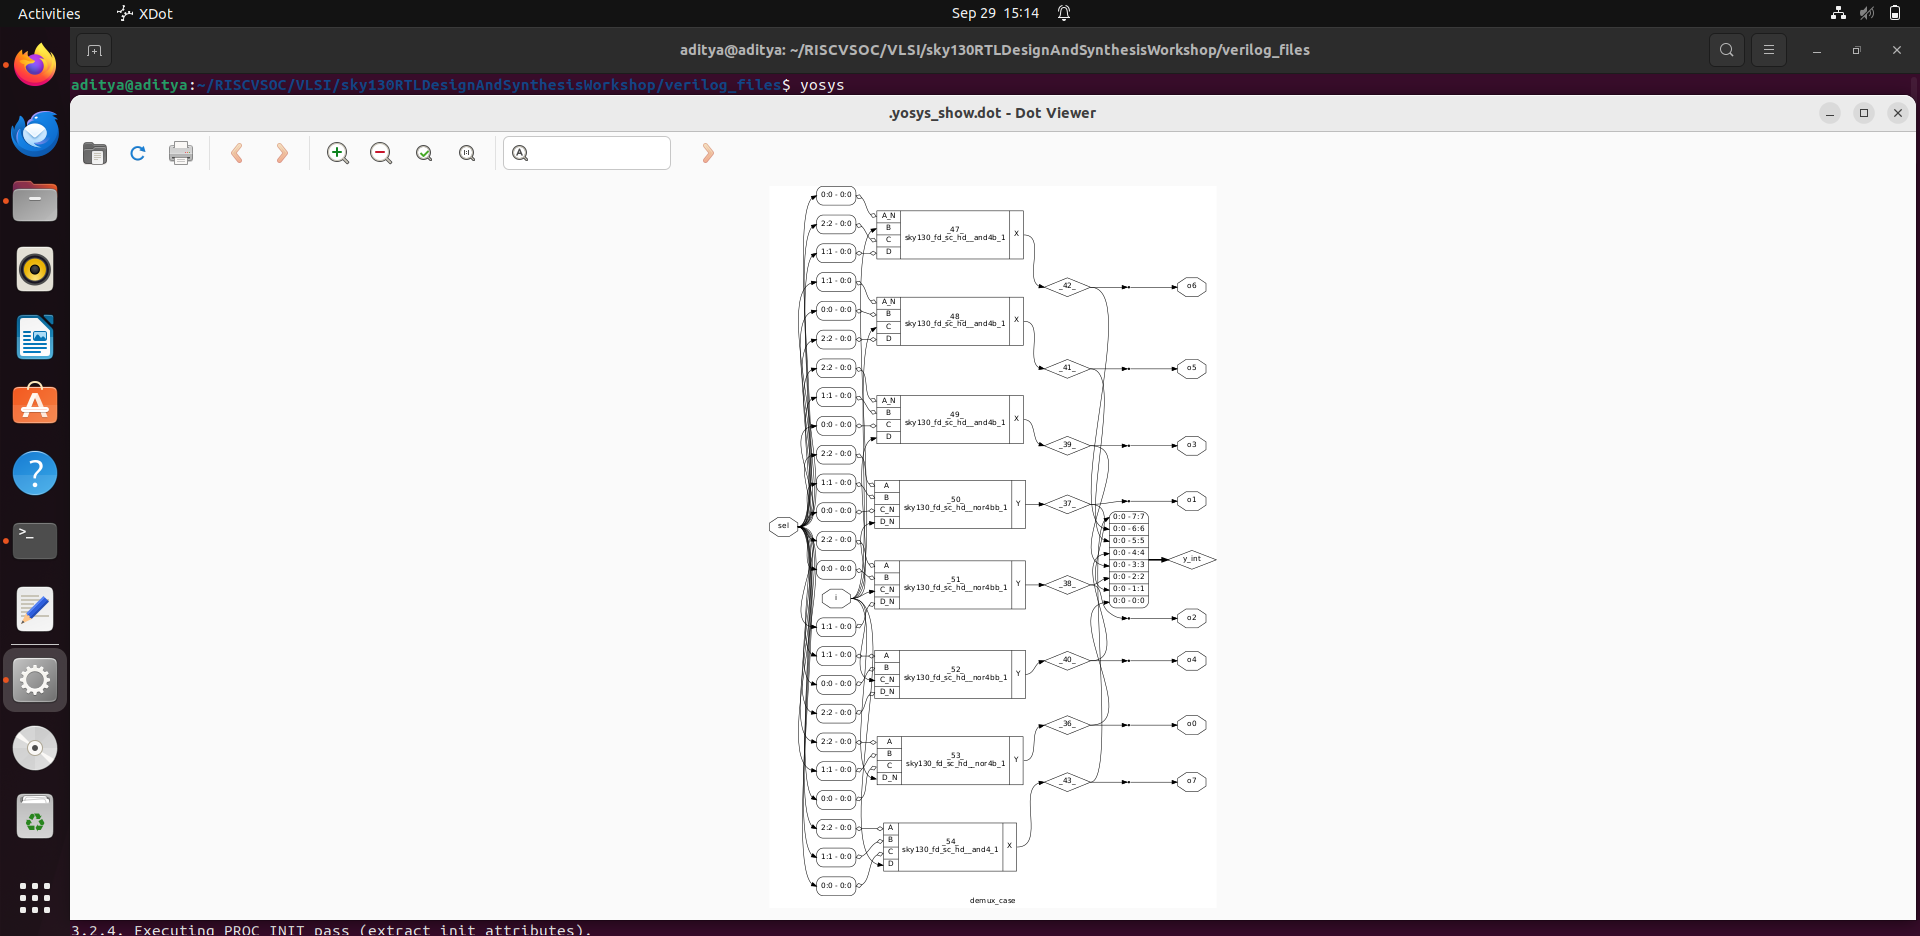 Activities
XDot
Sep 29 15:14
aditya@aditya: ~/RISCVSOC/VLSI/sky130RTLDesignAndSynthesisWorkshop/verilog_files
aditya@aditya:~/RISCVSOC/VLSI/sky130RTLDesignAndSynthesisWorkshop/verilog_files$ yosys
.yosys_show.dot - Dot Viewer
0:0 - 0:0
2:2 - 0:0
1:1 - 0:0
A_N
B
C
D
_47_
sky130_fd_sc_hd__and4b_1
X
_42_
o6
1:1 - 0:0
0:0 - 0:0
2:2 - 0:0
A_N
B
C
D
_48_
sky130_fd_sc_hd__and4b_1
X
_41_
o5
2:2 - 0:0
1:1 - 0:0
0:0 - 0:0
A_N
B
C
D
_49_
sky130_fd_sc_hd__and4b_1
X
_39_
o3
2:2 - 0:0
1:1 - 0:0
0:0 - 0:0
A
B
C_N
D_N
_50_
sky130_fd_sc_hd__nor4bb_1
Y
_37_
o1
sel
0:0 - 7:7
0:0 - 6:6
0:0 - 5:5
0:0 - 4:4
0:0 - 3:3
0:0 - 2:2
0:0 - 1:1
0:0 - 0:0
y_int
2:2 - 0:0
0:0 - 0:0
i
1:1 - 0:0
A
B
C_N
D_N
_51_
sky130_fd_sc_hd__nor4bb_1
Y
_38_
o2
1:1 - 0:0
0:0 - 0:0
2:2 - 0:0
A
B
C_N
D_N
_52_
sky130_fd_sc_hd__nor4bb_1
Y
_40_
o4
2:2 - 0:0
1:1 - 0:0
0:0 - 0:0
A
B
C
D_N
_53_
sky130_fd_sc_hd__nor4b_1
Y
_36_
o0
2:2 - 0:0
1:1 - 0:0
0:0 - 0:0
A
B
C
D
_54_
sky130_fd_sc_hd__and4_1
X
_43_
o7
demux_case
3.2.4. Executing PROC_INIT pass (extract init attributes).